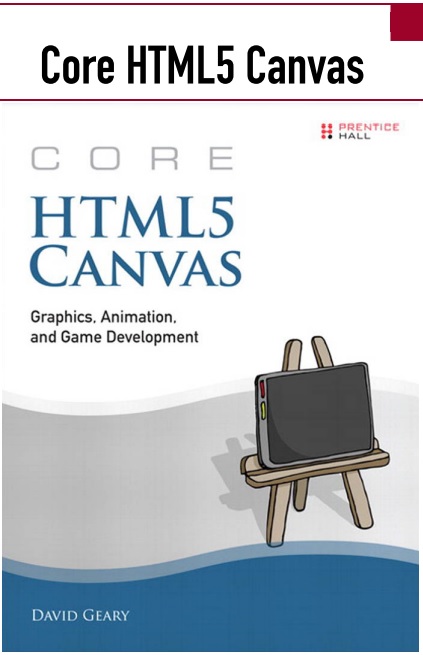 Core HTML5 Canvas
PRENTICE
HALL
CORE
HTML5
CANVAS
Graphics, Animation,
and Game Development
DAVID GEARY